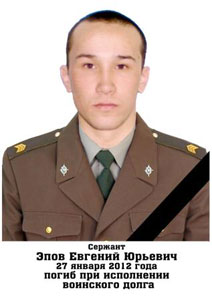 Сержант
Эпов Евгений Юрьевич
27 января 2012 года
погиб при исполнении
воинского долга